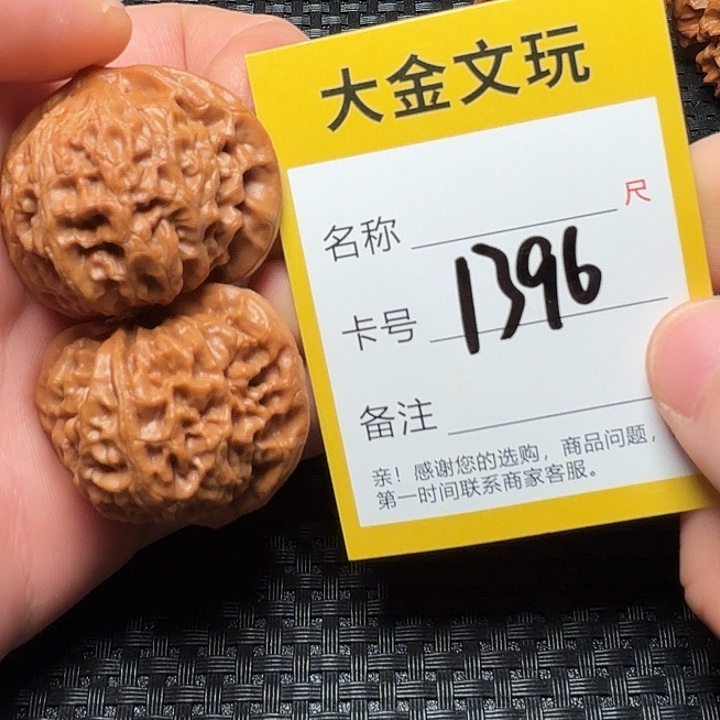 大金文玩
名称 尺
卡号 1396
备注
亲！感谢您的选购，商品问题，
第一时间联系商家客服。